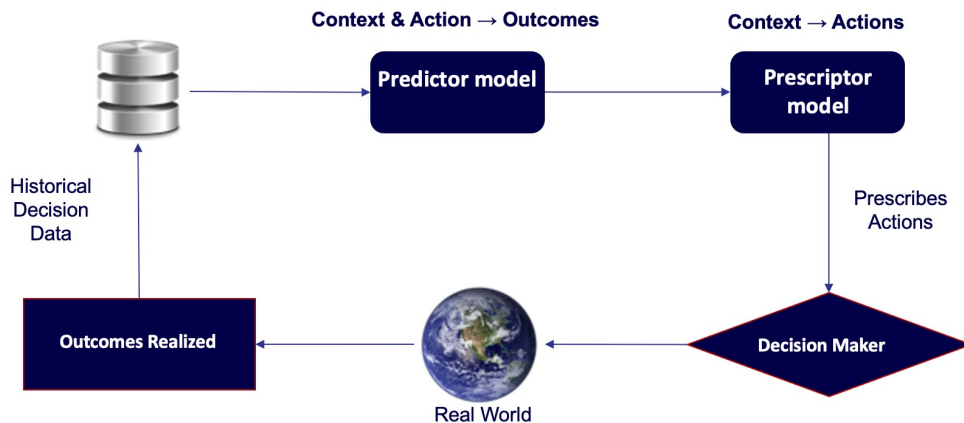 Context & Action → Outcomes
Context → Actions
Predictor model
Prescriptor
model
Historical
Decision
Data
Prescribes
Actions
Outcomes Realized
Decision Maker
Real World